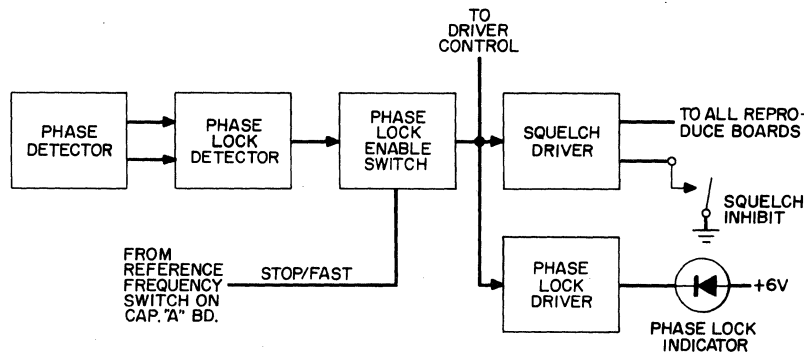 TO
DRIVER
CONTROL
PHASE
DETECTOR
PHASE
LOCK
DETECTOR
PHASE
LOCK
ENABLE
SWITCH
SQUELCH
DRIVER
TO ALL REPRO-
DUCE BOARDS
SQUELCH
INHIBIT
FROM
REFERENCE
FREQUENCY
SWITCH ON
CAP. "A" BD.
STOP/FAST
PHASE
LOCK
DRIVER
+6V
PHASE LOCK
INDICATOR